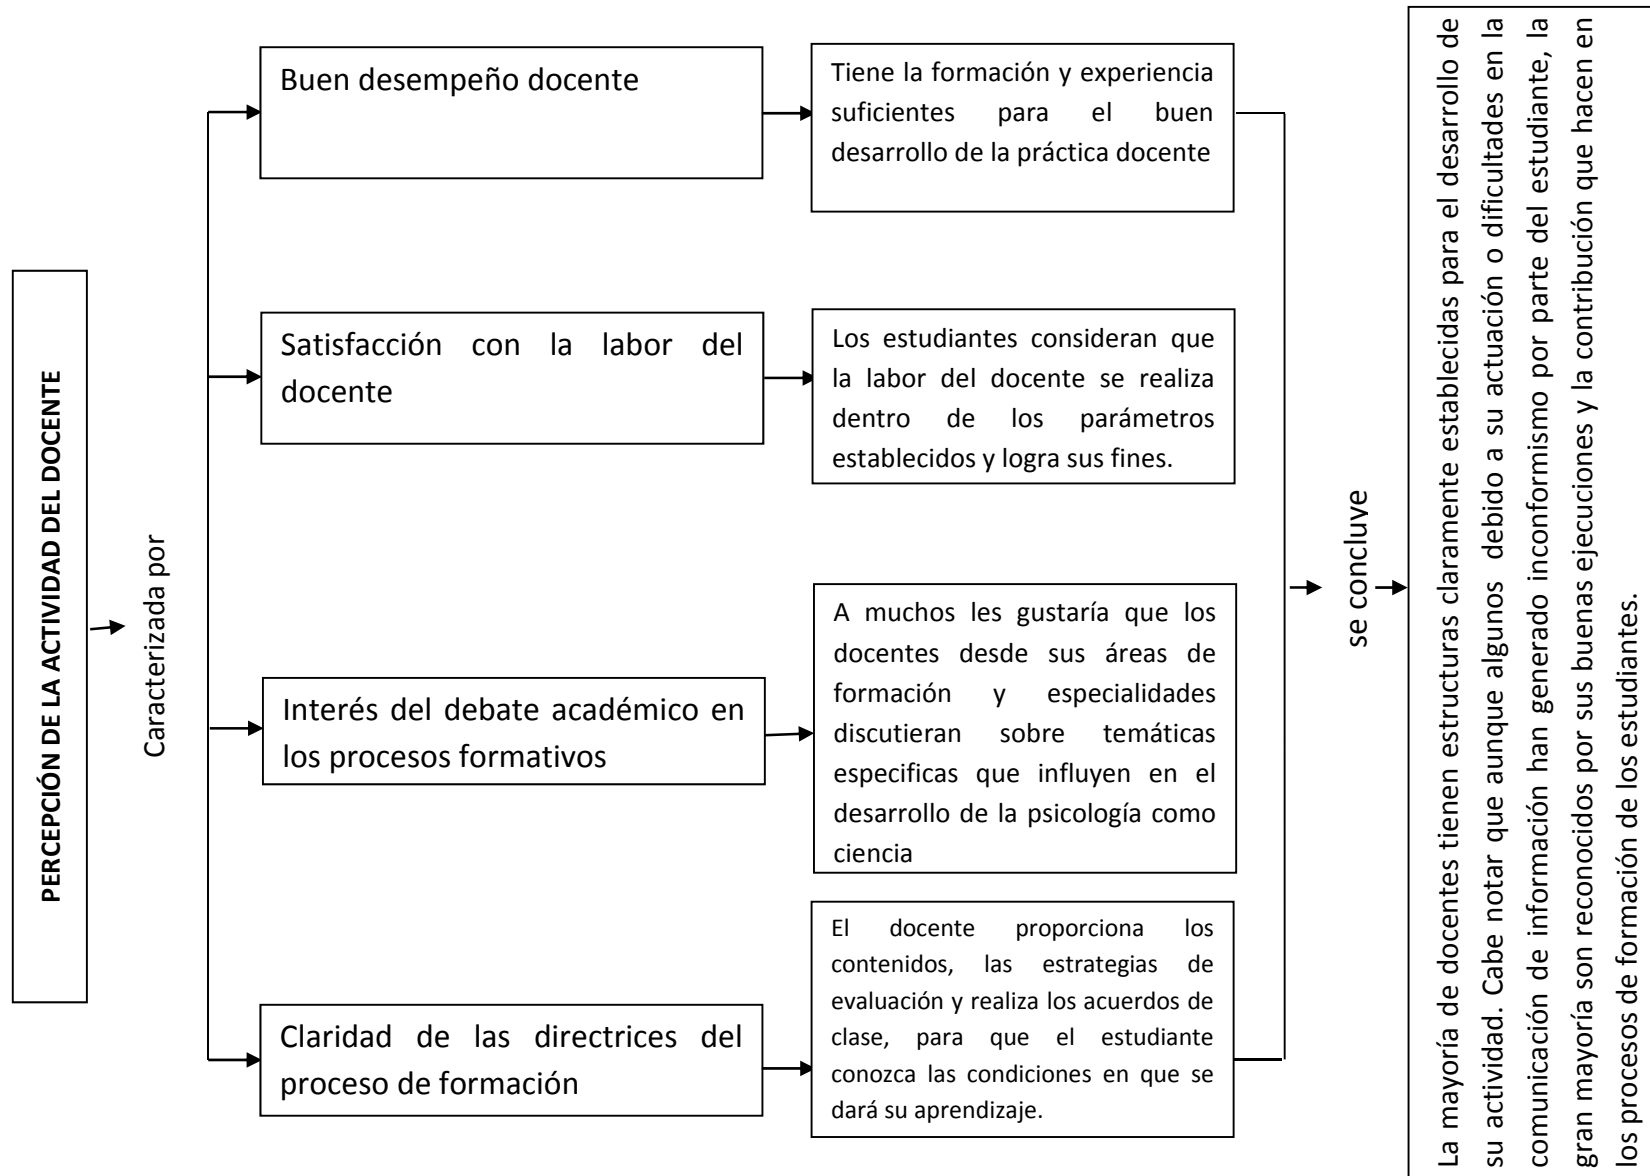 PERCEPCIÓN DE LA ACTIVIDAD DEL DOCENTE
Caracterizada por
Buen desempeño docente
Tiene la formación y experiencia
suficientes para el buen
desarrollo de la práctica docente
Satisfacción con la labor del
docente
Los estudiantes consideran que
la labor del docente se realiza
dentro de los parámetros
establecidos y logra sus fines.
Interés del debate académico en
los procesos formativos
A muchos les gustaría que los
docentes desde sus áreas de
formación y especialidades
discutieran sobre temáticas
especificas que influyen en el
desarrollo de la psicología como
ciencia
Claridad de las directrices del
proceso de formación
El docente proporciona los
contenidos, las estrategias de
evaluación y realiza los acuerdos de
clase, para que el estudiante
conozca las condiciones en que se
dará su aprendizaje.
se concluye
La mayoría de docentes tienen estructuras claramente establecidas para el desarrollo de
su actividad. Cabe notar que aunque algunos debido a su actuación o dificultades en la
comunicación de información han generado inconformismo por parte del estudiante, la
gran mayoría son reconocidos por sus buenas ejecuciones y la contribución que hacen en
los procesos de formación de los estudiantes.